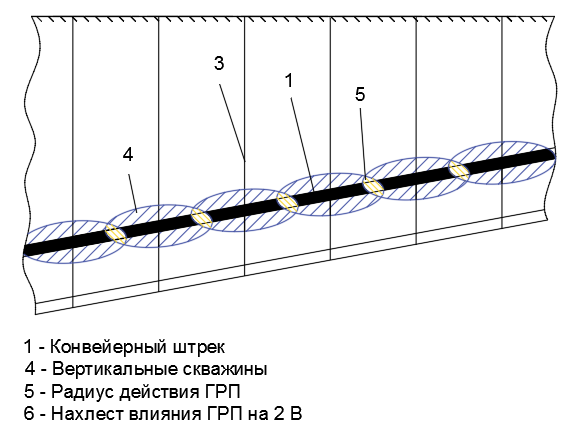 3
1
5
4
1 - Конвейерный штрек
4 - Вертикальные скважины
5 - Радиус действия ГРП
6 - Нахлест влияния ГРП на 2 В